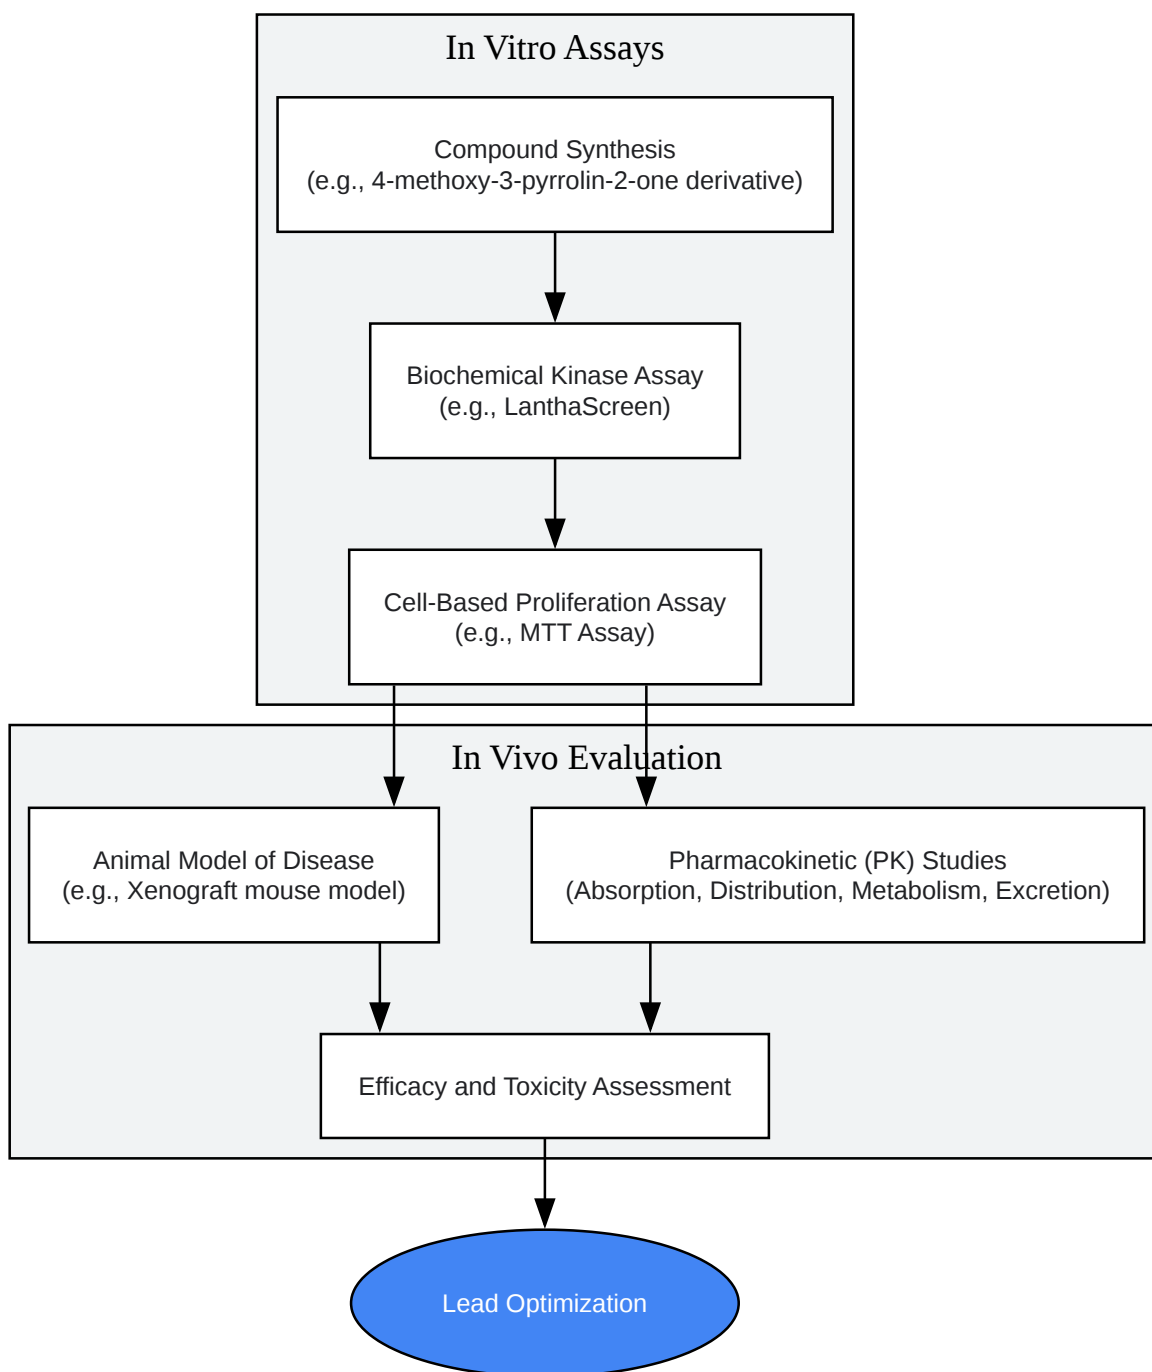 In Vitro Assays
Compound Synthesis
(e.g., 4-methoxy-3-pyrrolin-2-one derivative)
Biochemical Kinase Assay
(e.g., LanthaScreen)
Cell-Based Proliferation Assay
(e.g., MTT Assay)
In Vivo Evaluation
Animal Model of Disease
(e.g., Xenograft mouse model)
Pharmacokinetic (PK) Studies
(Absorption, Distribution, Metabolism, Excretion)
Efficacy and Toxicity Assessment
Lead Optimization